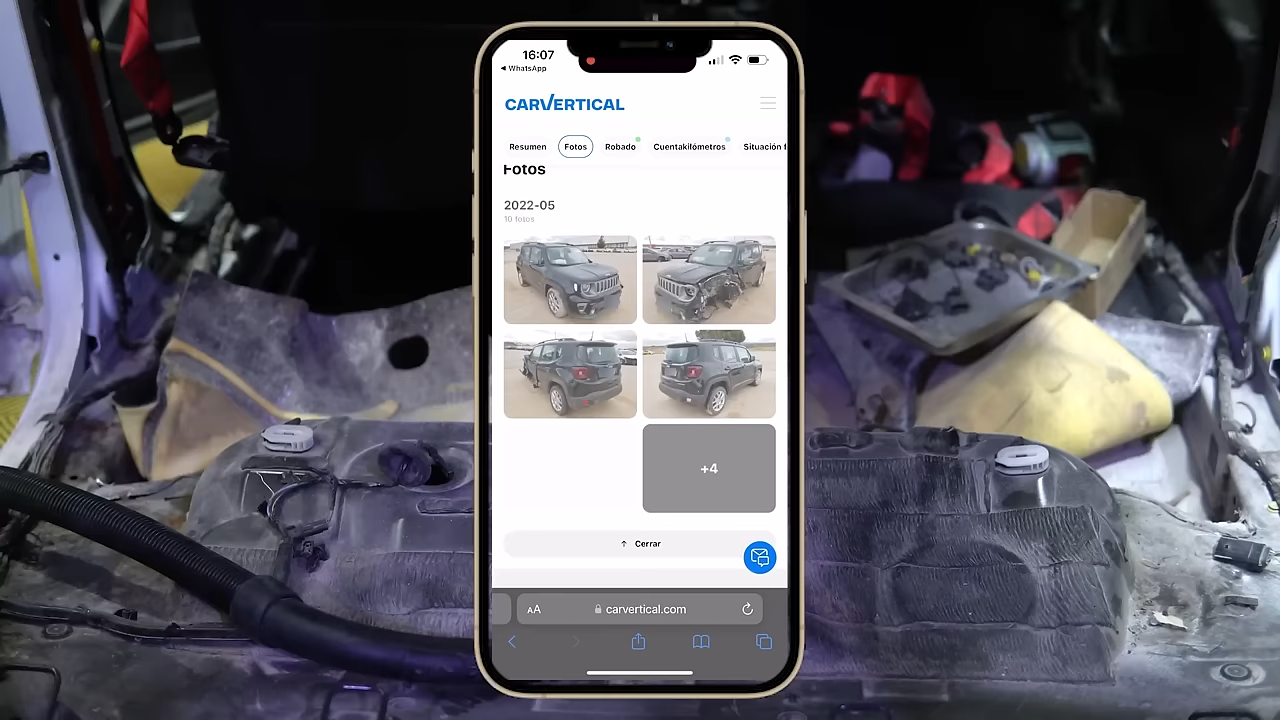 16:07
◀ WhatsApp
CARVERTICAL
Resumen
Fotos
Robado
Cuentakilómetros
Situación f
Fotos
2022-05
10 fotos
+4
↑ Cerrar
AA
carvertical.com